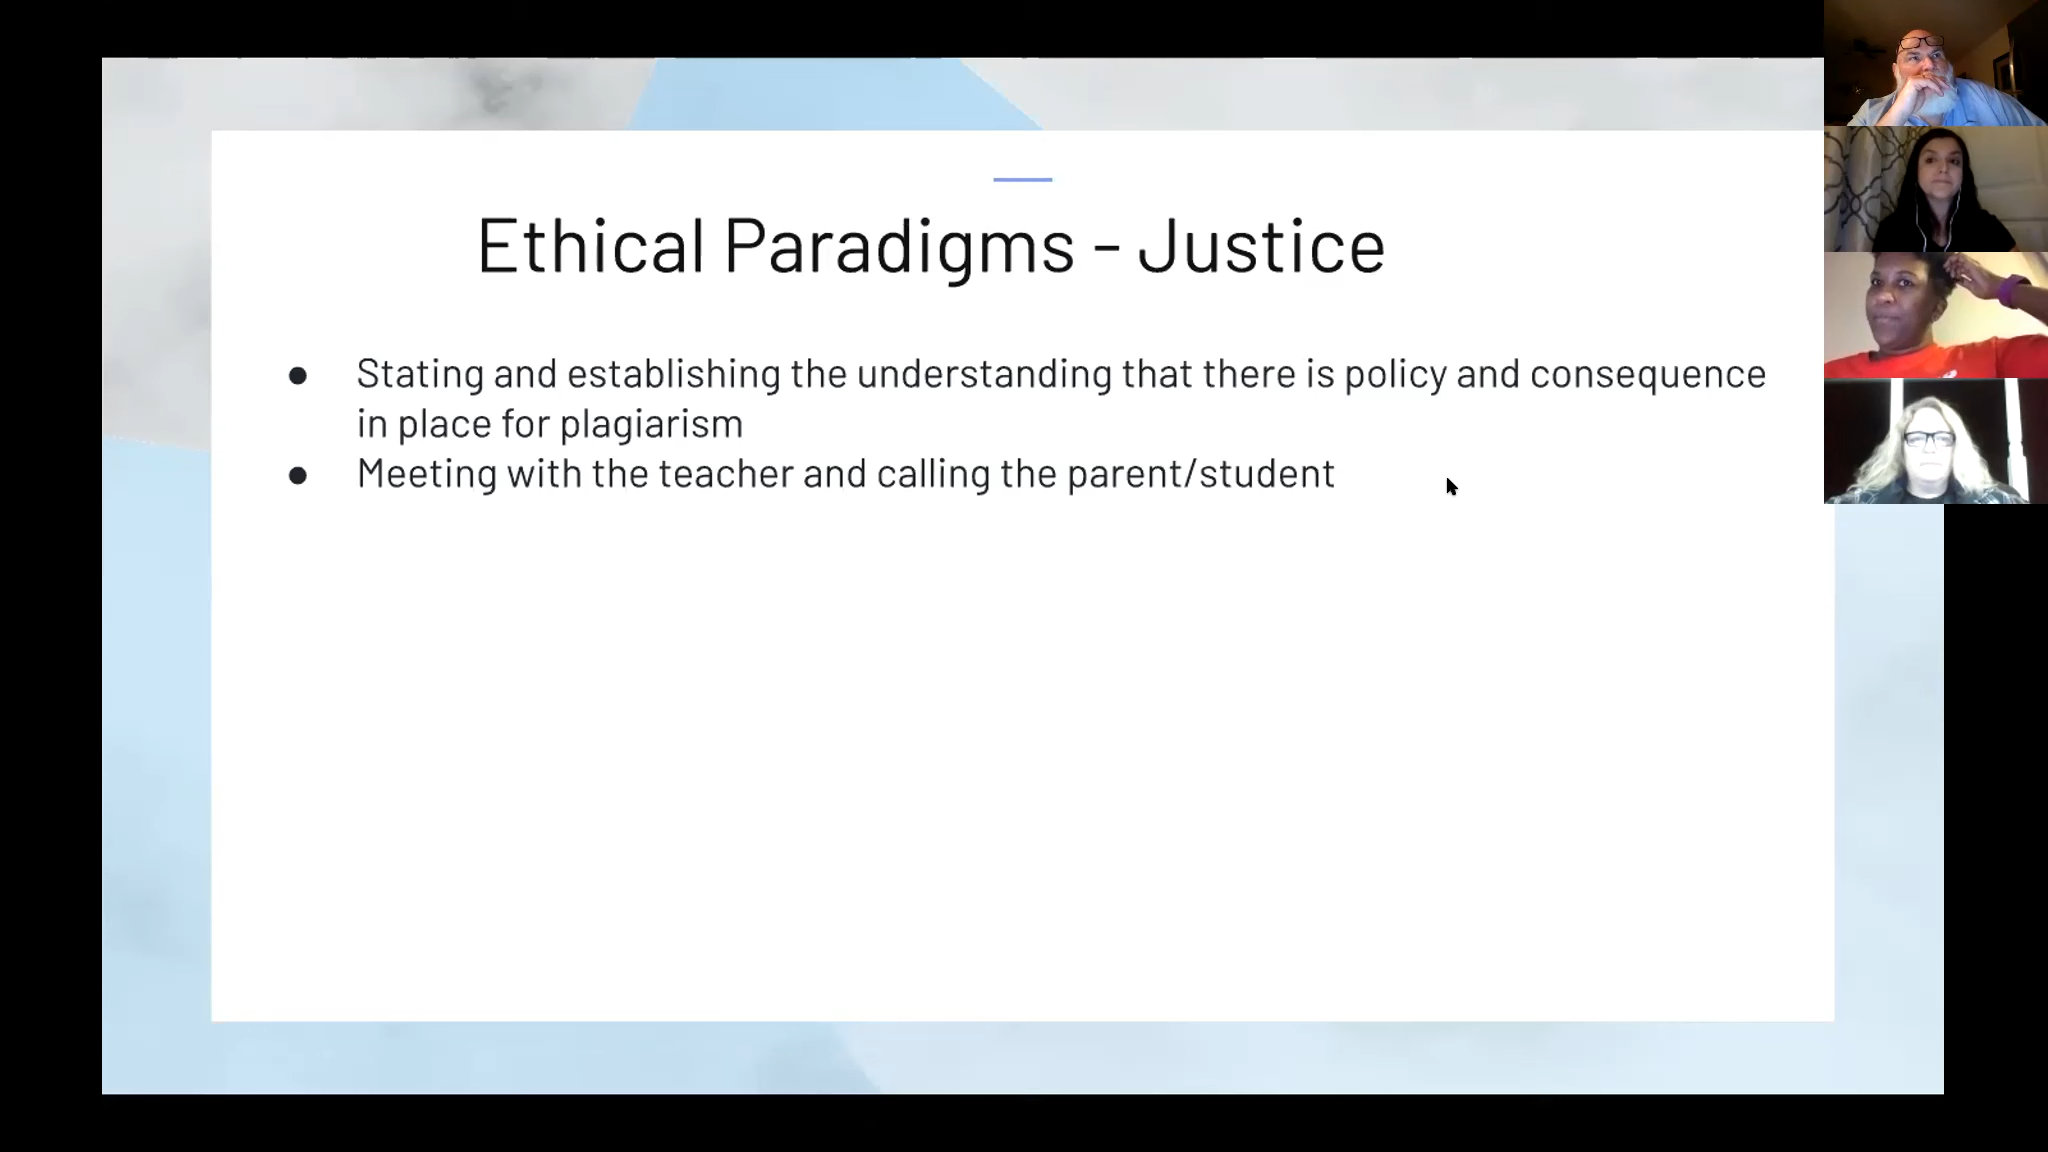 Ethical Paradigms - Justice
● Stating and establishing the understanding that there is policy and consequence
in place for plagiarism
● Meeting with the teacher and calling the parent/student